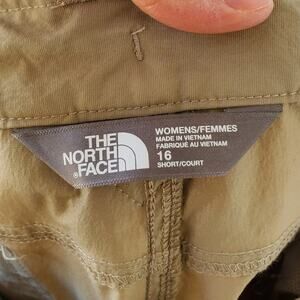 THE
NORTH
FACE®
WOMENS/FEMMES
MADE IN VIETNAM
FABRIQUÉ AU VIETNAM
16
SHORT/COURT